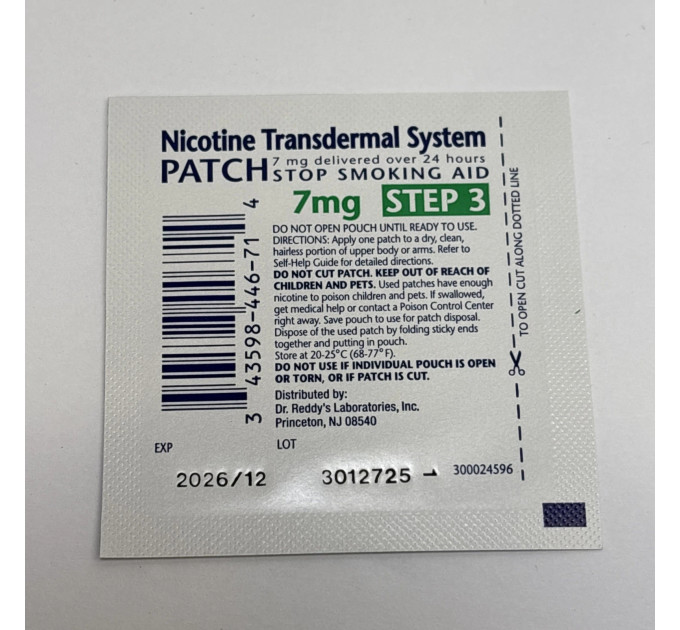 Nicotine Transdermal System
PATCH 7 mg delivered over 24 hours
STOP SMOKING AID
7mg STEP 3
DO NOT OPEN POUCH UNTIL READY TO USE.
DIRECTIONS: Apply one patch to a dry, clean,
hairless portion of upper body or arms. Refer to
Self-Help Guide for detailed directions.
DO NOT CUT PATCH. KEEP OUT OF REACH OF
CHILDREN AND PETS. Used patches have enough
nicotine to poison children and pets. If swallowed,
get medical help or contact a Poison Control Center
right away. Save pouch to use for patch disposal.
Dispose of the used patch by folding sticky ends
together and putting in pouch.
Store at 20-25°C (68-77°F).
DO NOT USE IF INDIVIDUAL POUCH IS OPEN
OR TORN, OR IF PATCH IS CUT.
Distributed by:
Dr. Reddy's Laboratories, Inc.
Princeton, NJ 08540
3 43598-446-71 4
TO OPEN CUT ALONG DOTTED LINE
EXP LOT
2026/12 3012725 300024596